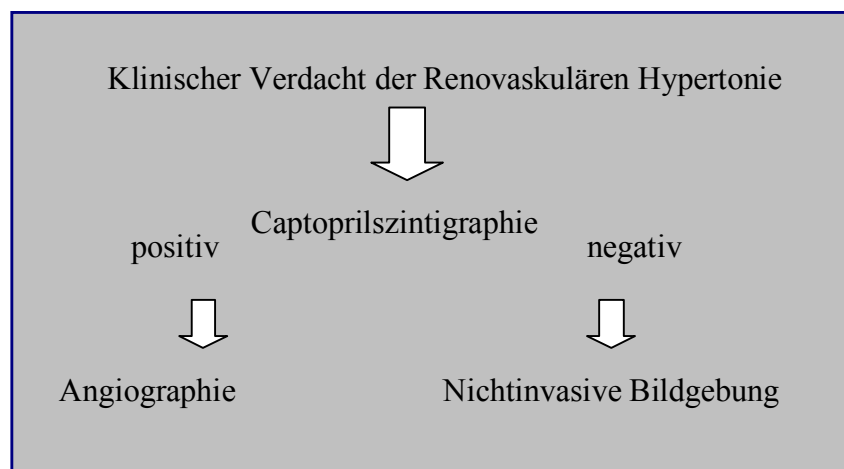 Klinischer Verdacht der Renovaskulären Hypertonie
Captoprilszintigraphie
positiv
negativ
Angiographie
Nichtinvasive Bildgebung